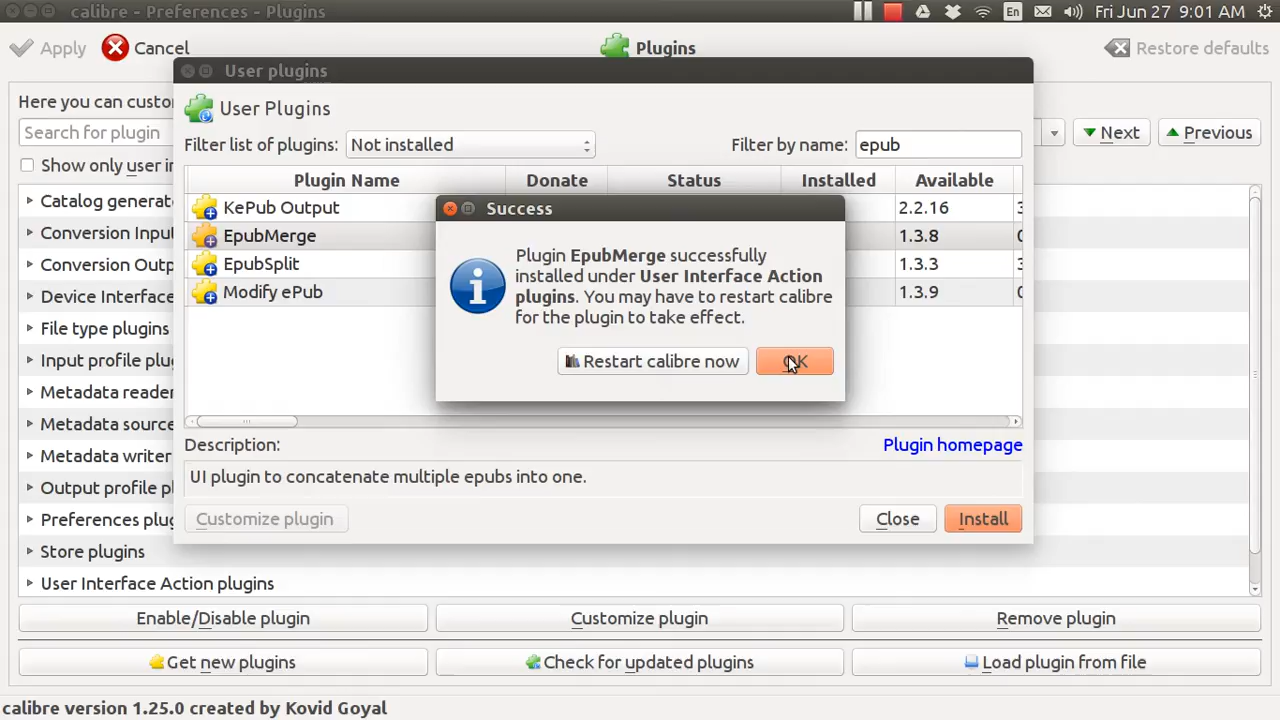 calibre - Preferences - Plugins
En
Fri Jun 27 9:01 AM
Apply
Cancel
Plugins
Restore defaults
Here you can custo
Search for plugin
Next
Previous
Show only user in
Catalog generat
Conversion Inpu
Conversion Outp
Device Interface
File type plugins
Input profile plu
Metadata reader
Metadata source
Metadata writer
Output profile pl
Preferences plug
Store plugins
User Interface Action plugins
User plugins
User Plugins
Filter list of plugins:
Not installed
Filter by name:
epub
Plugin Name
Donate
Status
Installed
Available
KePub Output
2.2.16
EpubMerge
1.3.8
EpubSplit
1.3.3
Modify ePub
1.3.9
Success
Plugin EpubMerge successfully
installed under User Interface Action
plugins. You may have to restart calibre
for the plugin to take effect.
Restart calibre now
OK
Description:
Plugin homepage
UI plugin to concatenate multiple epubs into one.
Customize plugin
Close
Install
Enable/Disable plugin
Customize plugin
Remove plugin
Get new plugins
Check for updated plugins
Load plugin from file
calibre version 1.25.0 created by Kovid Goyal